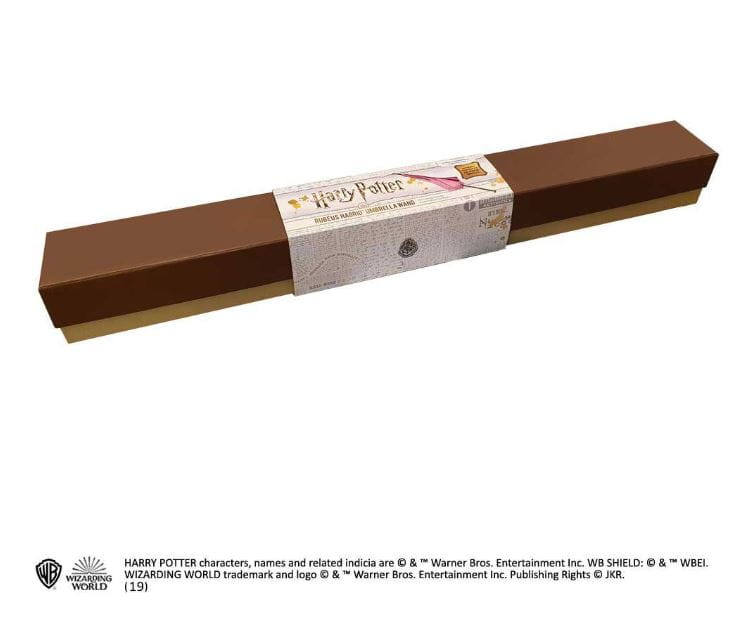 Harry Potter
RUBEUS HAGRID™ UMBRELLA WAND
WB
WIZARDING
WORLD
HARRY POTTER characters, names and related indicia are © & ™ Warner Bros. Entertainment Inc. WB SHIELD: © & ™ WBEI.
WIZARDING WORLD trademark and logo © & ™ Warner Bros. Entertainment Inc. Publishing Rights © JKR.
(19)